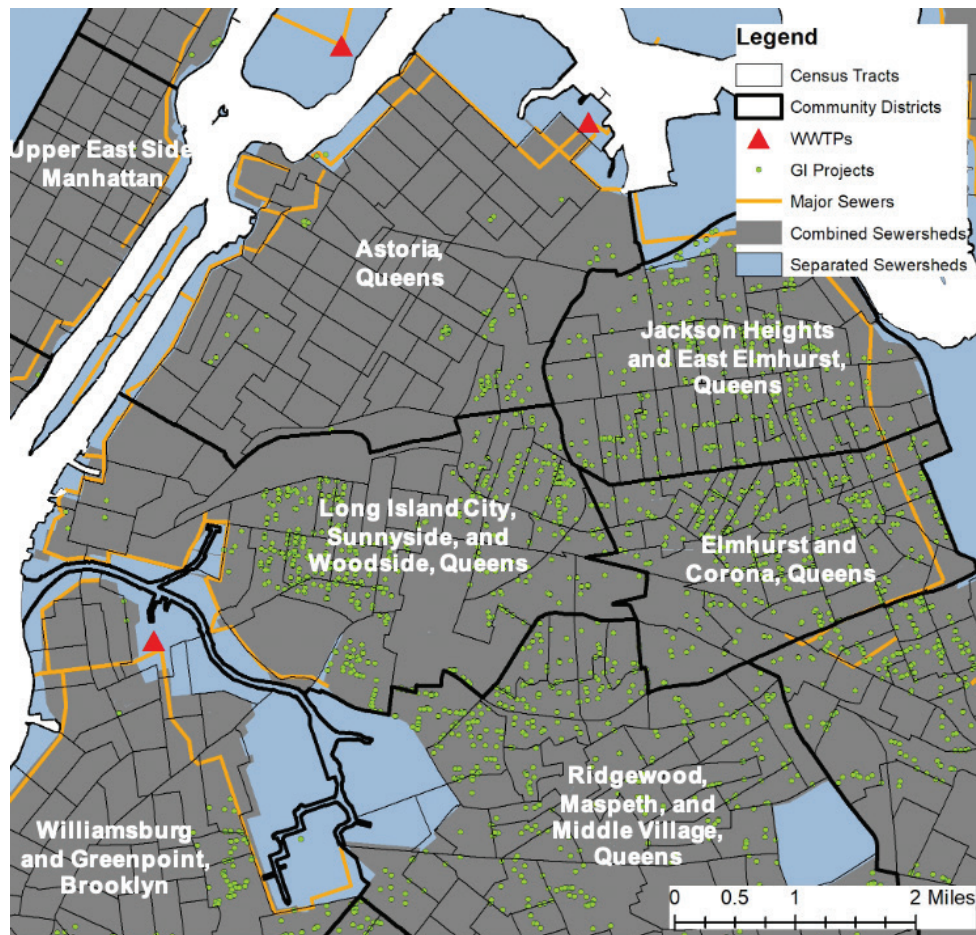 Legend
Census Tracts
Community Districts
WWTPs
GI Projects
Major Sewers
Combined Sewersheds
Separated Sewersheds
Upper East Side
Manhattan
Astoria,
Queens
Jackson Heights
and East Elmhurst,
Queens
Long Island City,
Sunnyside, and
Woodside, Queens
Elmhurst and
Corona, Queens
Ridgewood,
Maspeth, and
Middle Village,
Queens
Williamsburg
and Greenpoint,
Brooklyn
0 0.5 1 2 Miles